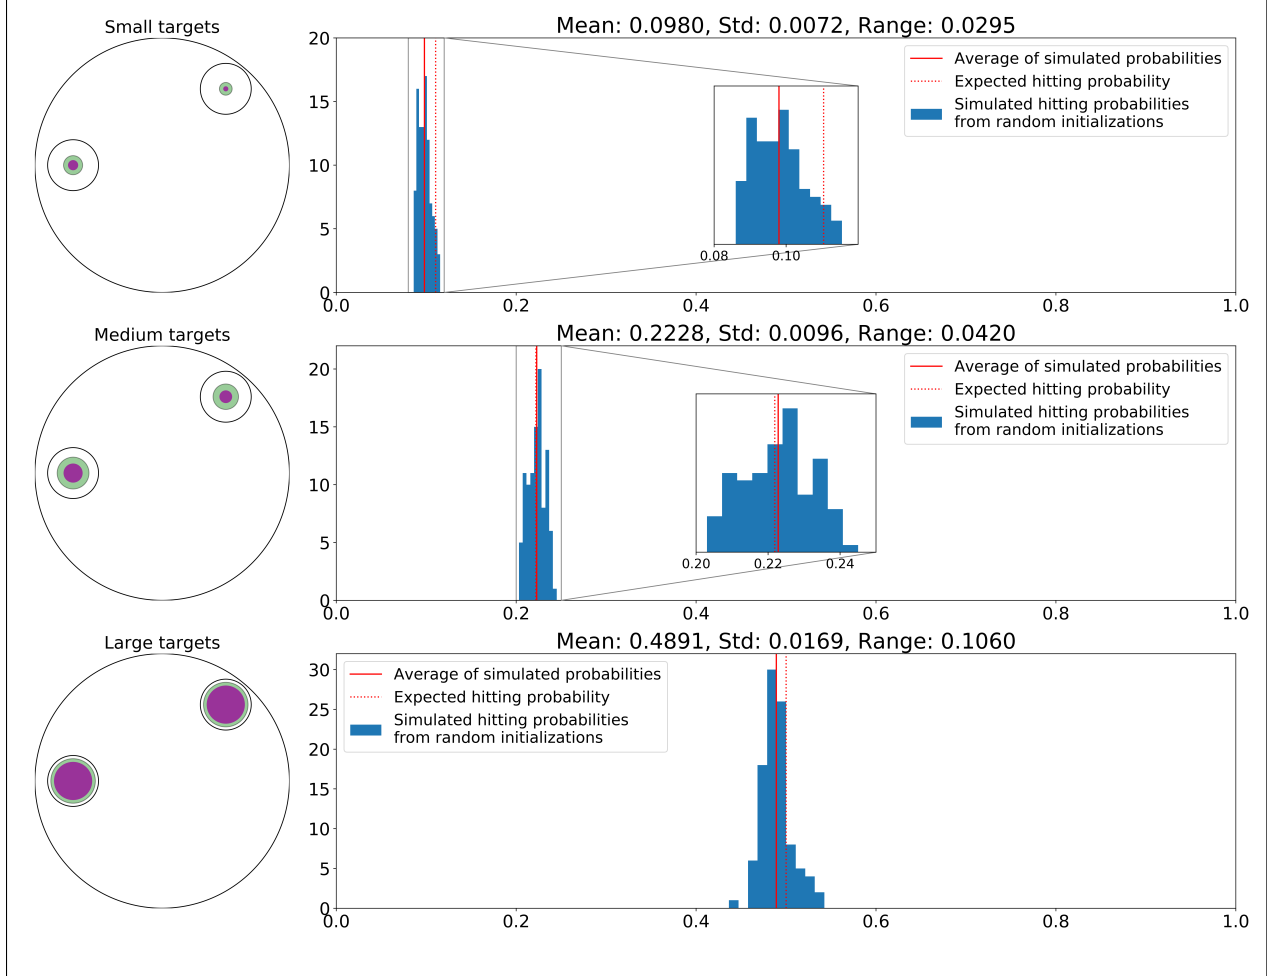 Small targets
Mean: 0.0980, Std: 0.0072, Range: 0.0295
20
15
10
5
0
Average of simulated probabilities
Expected hitting probability
Simulated hitting probabilities
from random initializations
0.08 0.10
0.0 0.2 0.4 0.6 0.8 1.0
Medium targets
Mean: 0.2228, Std: 0.0096, Range: 0.0420
20
15
10
5
0
Average of simulated probabilities
Expected hitting probability
Simulated hitting probabilities
from random initializations
0.20 0.22 0.24
0.0 0.2 0.4 0.6 0.8 1.0
Large targets
Mean: 0.4891, Std: 0.0169, Range: 0.1060
30
25
20
15
10
5
0
Average of simulated probabilities
Expected hitting probability
Simulated hitting probabilities
from random initializations
0.0 0.2 0.4 0.6 0.8 1.0